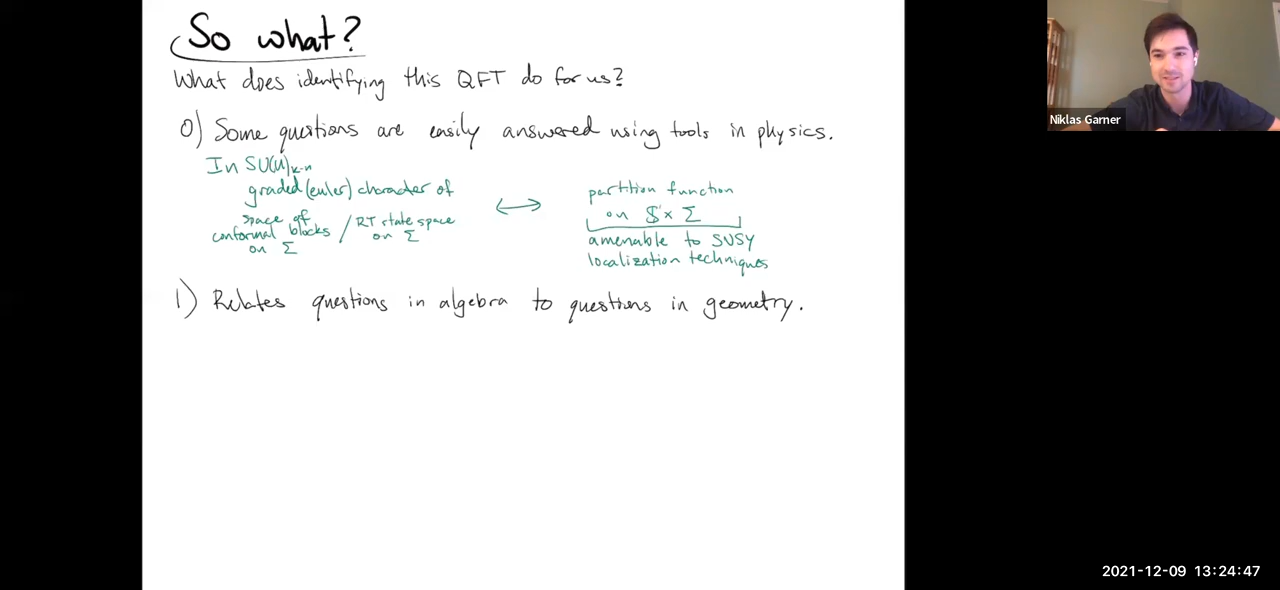 So what?
What does identifying this QFT do for us?
0) Some questions are easily answered using tools in physics.
In SU(n)k-n
graded (euler) character of
space of
conformal blocks / RT state space
on Σ on Σ
partition function
on S¹ × Σ
amenable to SUSY
localization techniques
1) Relates questions in algebra to questions in geometry.
Niklas Garner
2021-12-09 13:24:47